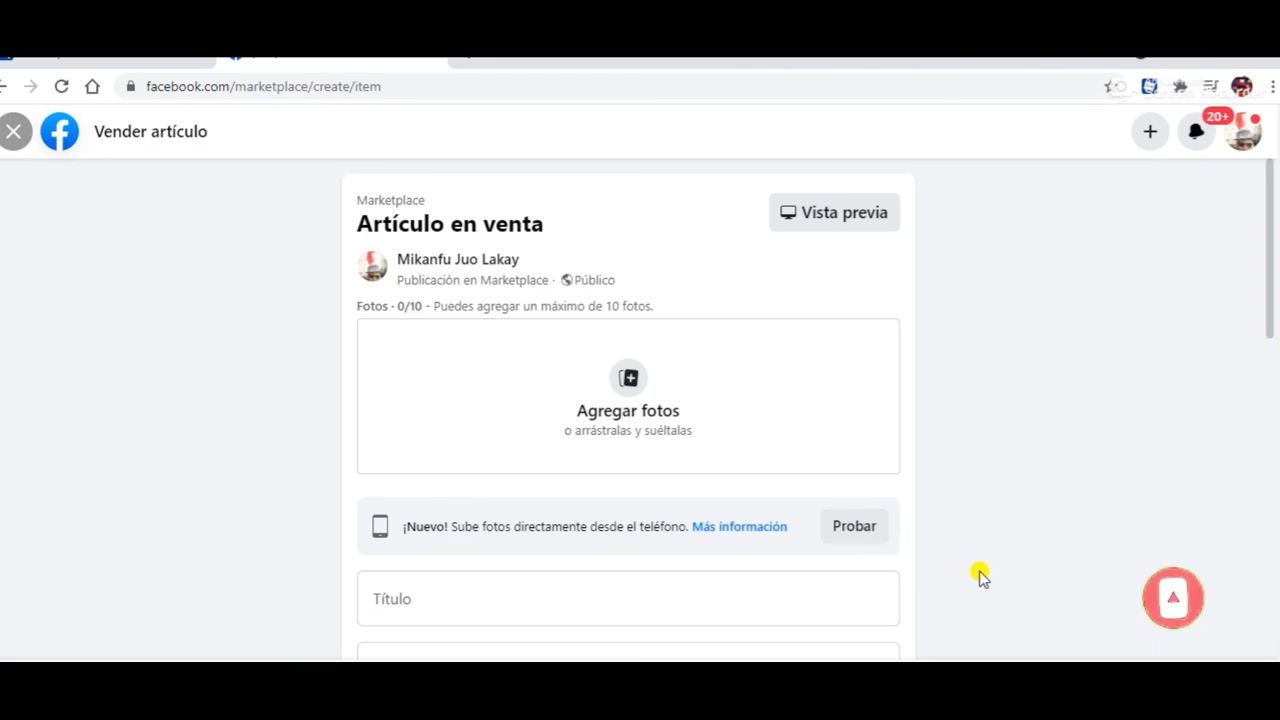 facebook.com/marketplace/create/item
Vender artículo
20+
Marketplace
Artículo en venta
Vista previa
Mikanfu Juo Lakay
Publicación en Marketplace · Público
Fotos · 0/10 - Puedes agregar un máximo de 10 fotos.
Agregar fotos
o arrástralas y suéltalas
¡Nuevo! Sube fotos directamente desde el teléfono. Más información
Probar
Título